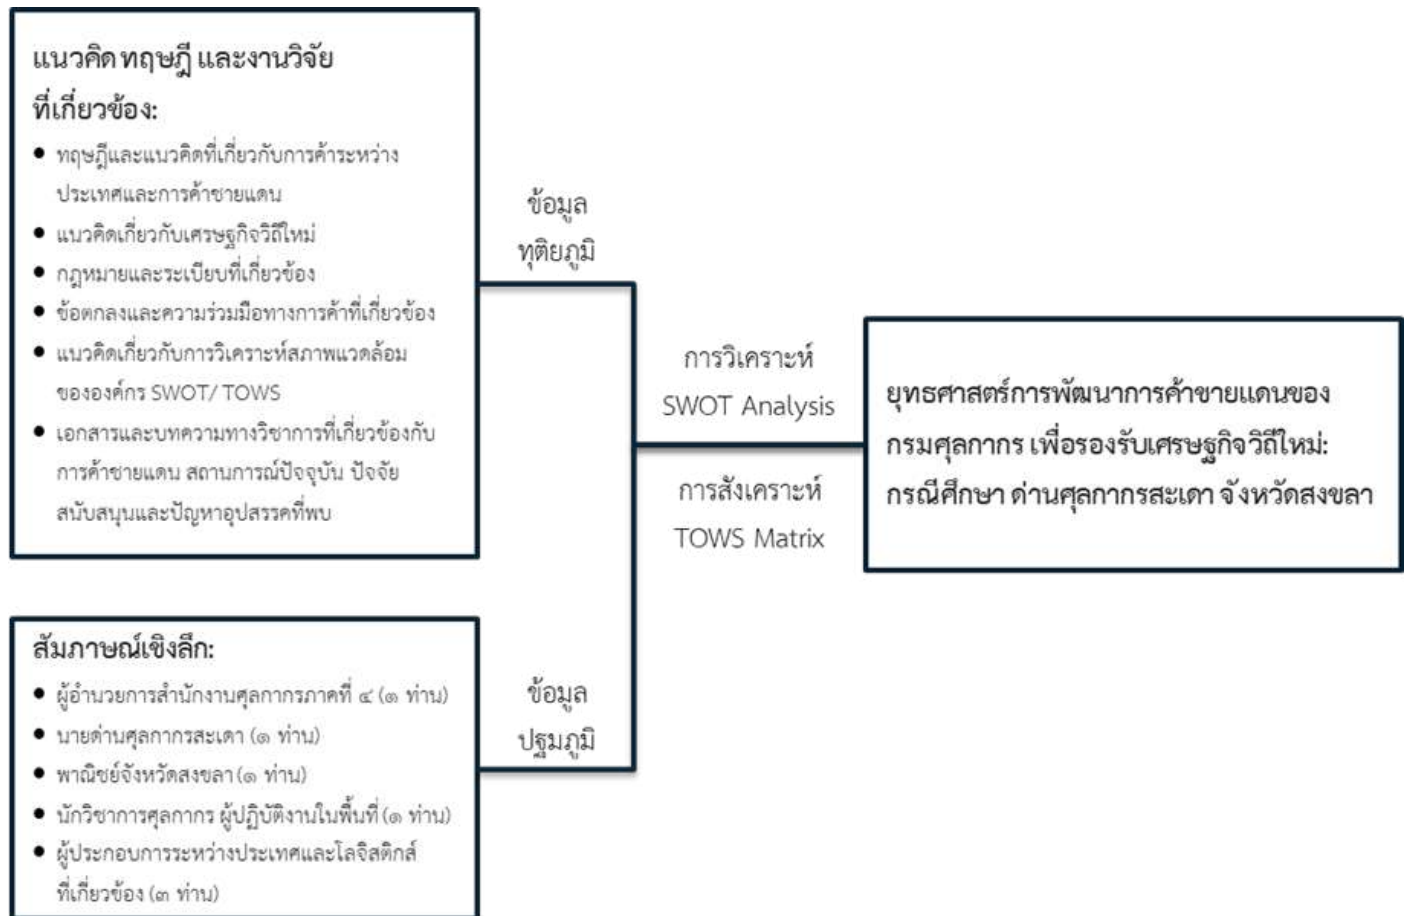 แนวคิด ทฤษฎี และงานวิจัย
ที่เกี่ยวข้อง:
● ทฤษฎีและแนวคิดที่เกี่ยวกับการค้าระหว่าง
ประเทศและการค้าชายแดน
● แนวคิดเกี่ยวกับเศรษฐกิจวิถีใหม่
● กฎหมายและระเบียบที่เกี่ยวข้อง
● ข้อตกลงและความร่วมมือทางการค้าที่เกี่ยวข้อง
● แนวคิดเกี่ยวกับการวิเคราะห์สภาพแวดล้อม
ขององค์กร SWOT/ TOWS
● เอกสารและบทความทางวิชาการที่เกี่ยวข้องกับ
การค้าชายแดน สถานการณ์ปัจจุบัน ปัจจัย
สนับสนุนและปัญหาอุปสรรคที่พบ
ข้อมูล
ทุติยภูมิ
สัมภาษณ์เชิงลึก:
● ผู้อำนวยการสำนักงานศุลกากรภาคที่ ๔ (๑ ท่าน)
● นายด่านศุลกากรสะเดา (๑ ท่าน)
● พาณิชย์จังหวัดสงขลา (๑ ท่าน)
● นักวิชาการศุลกากร ผู้ปฏิบัติงานในพื้นที่ (๑ ท่าน)
● ผู้ประกอบการระหว่างประเทศและโลจิสติกส์
ที่เกี่ยวข้อง (๓ ท่าน)
ข้อมูล
ปฐมภูมิ
การวิเคราะห์
SWOT Analysis
การสังเคราะห์
TOWS Matrix
ยุทธศาสตร์การพัฒนาการค้าชายแดนของ
กรมศุลกากร เพื่อรองรับเศรษฐกิจวิถีใหม่:
กรณีศึกษา ด่านศุลกากรสะเดา จังหวัดสงขลา